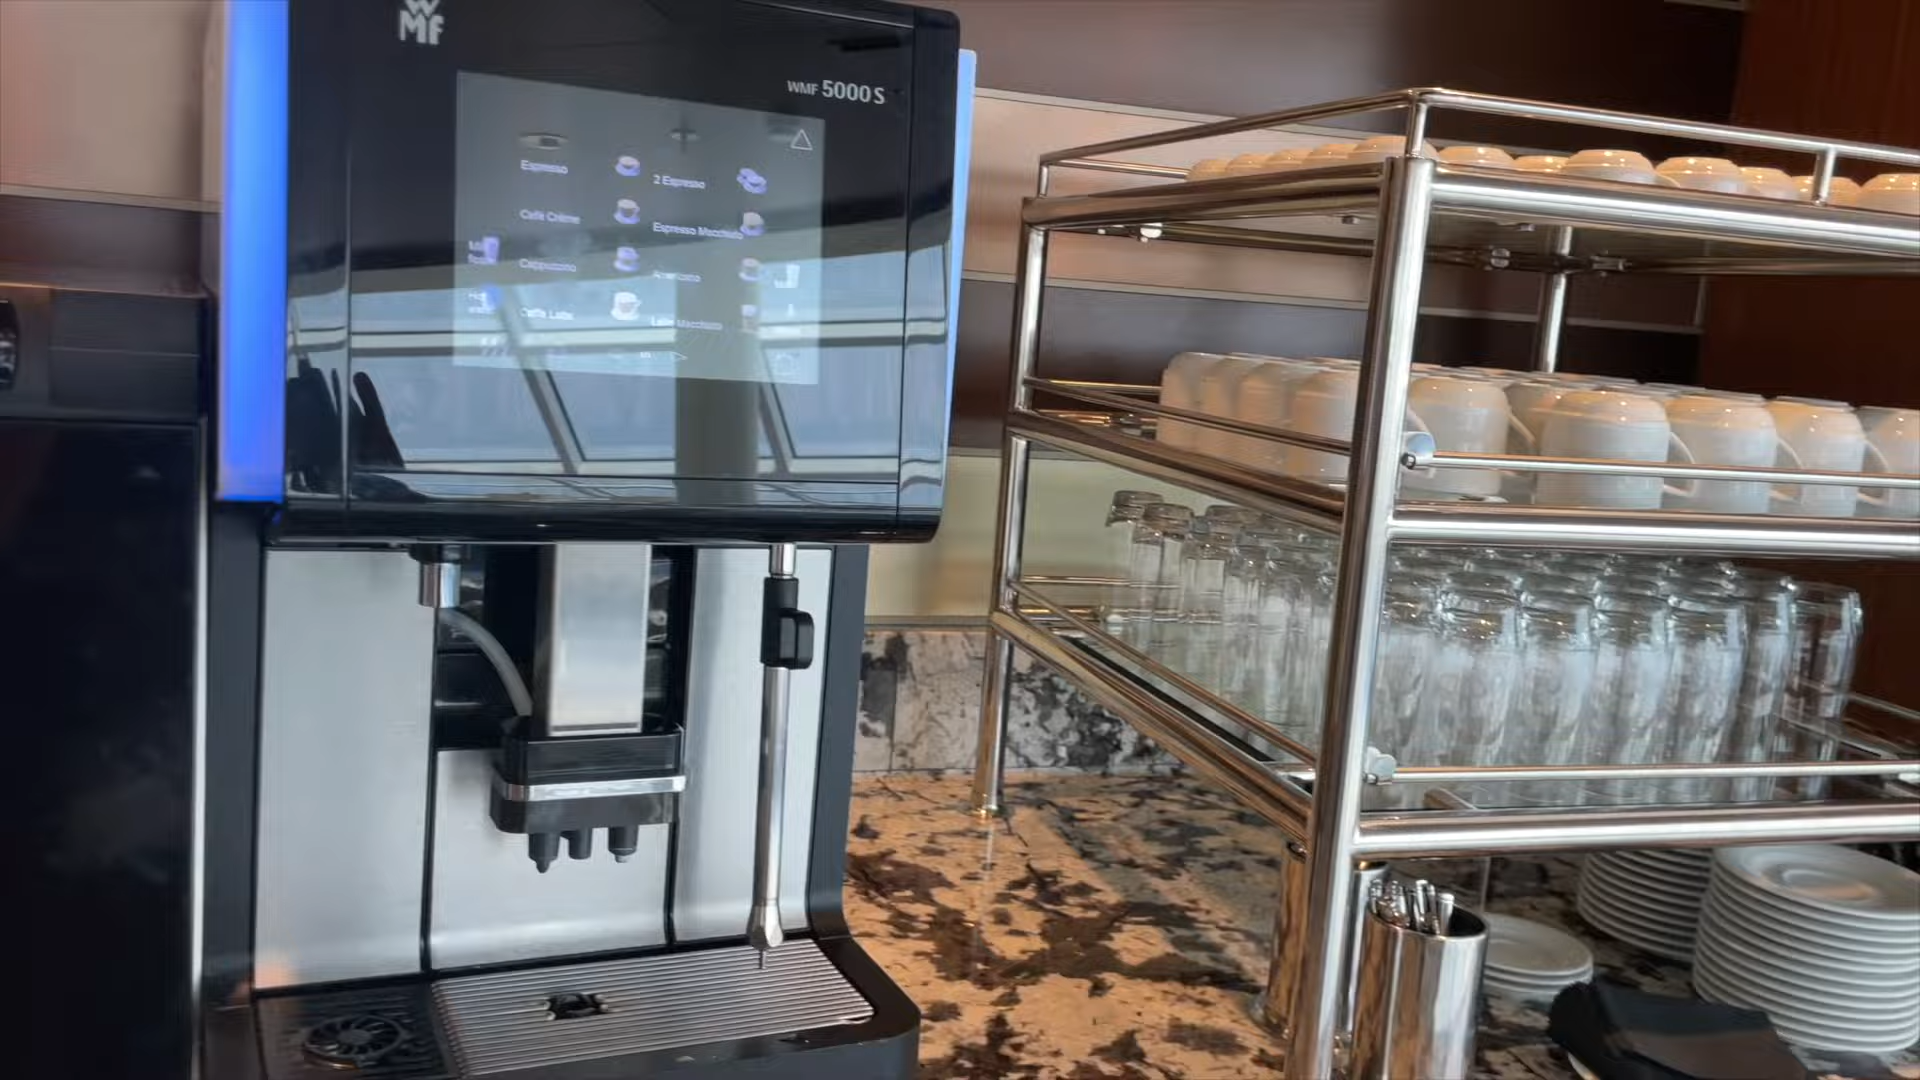 WMF
WMF 5000 S
Espresso
2 Espresso
Café Crème
Espresso Macchiato
Cappuccino
Americano
Caffè Latte
Latte Macchiato